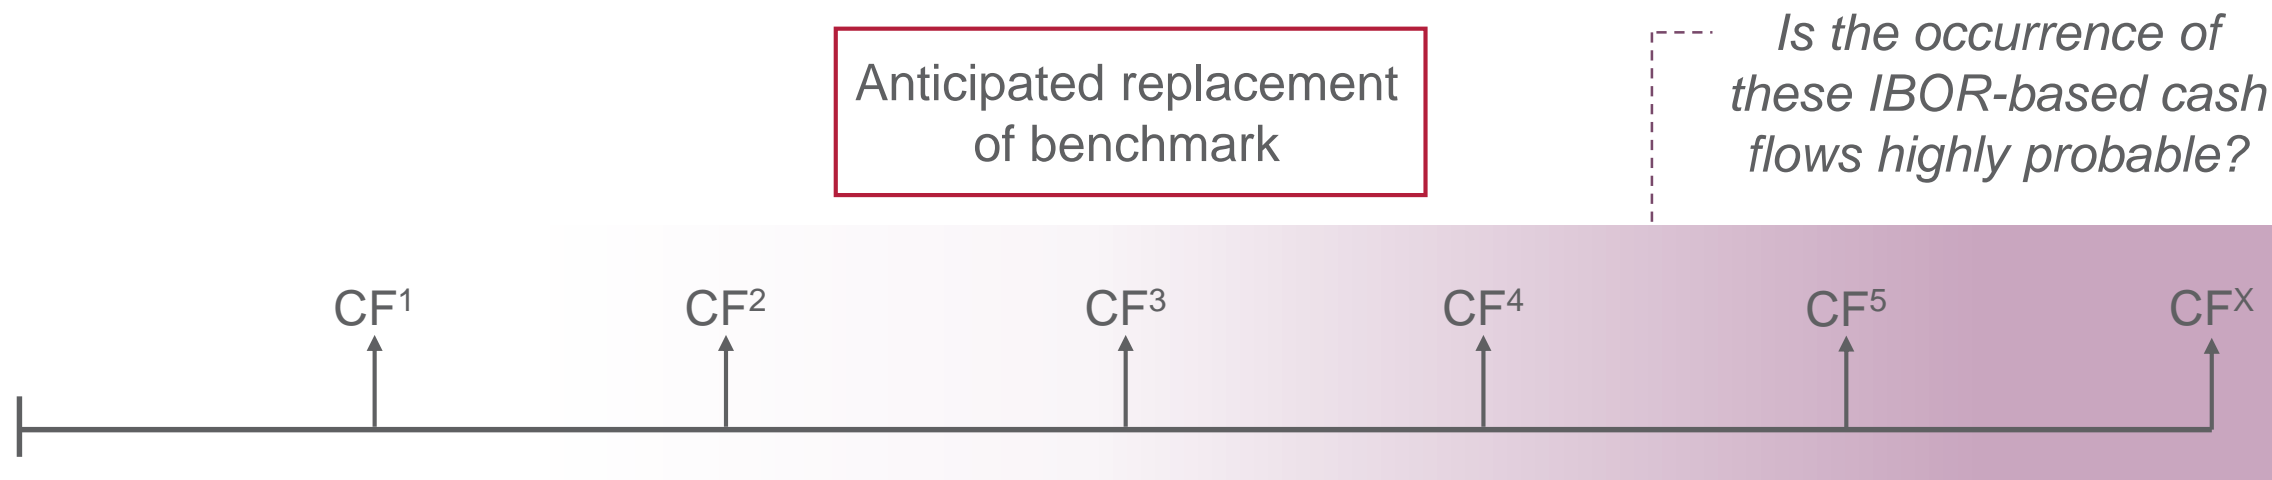 Anticipated replacement
of benchmark
Is the occurrence of
these IBOR-based cash
flows highly probable?
CF¹
CF²
CF³
CF⁴
CF⁵
CFˣ